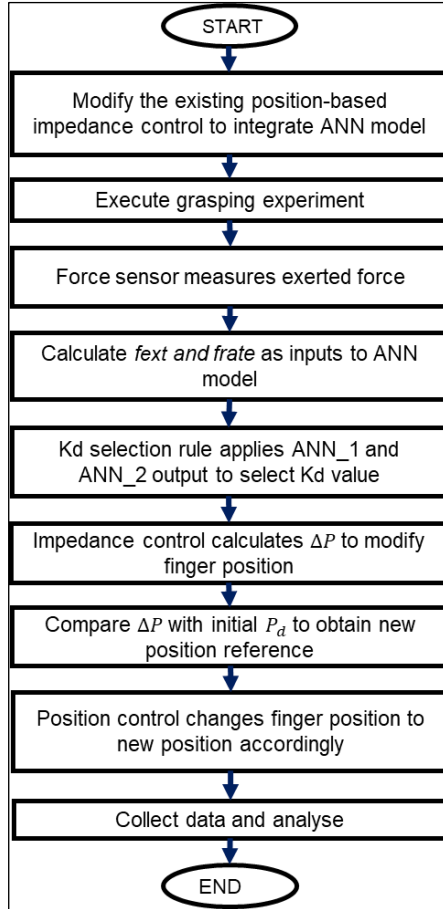 START
Modify the existing position-based
impedance control to integrate ANN model
Execute grasping experiment
Force sensor measures exerted force
Calculate fext and frate as inputs to ANN
model
Kd selection rule applies ANN_1 and
ANN_2 output to select Kd value
Impedance control calculates ΔP to modify
finger position
Compare ΔP with initial P_d to obtain new
position reference
Position control changes finger position to
new position accordingly
Collect data and analyse
END